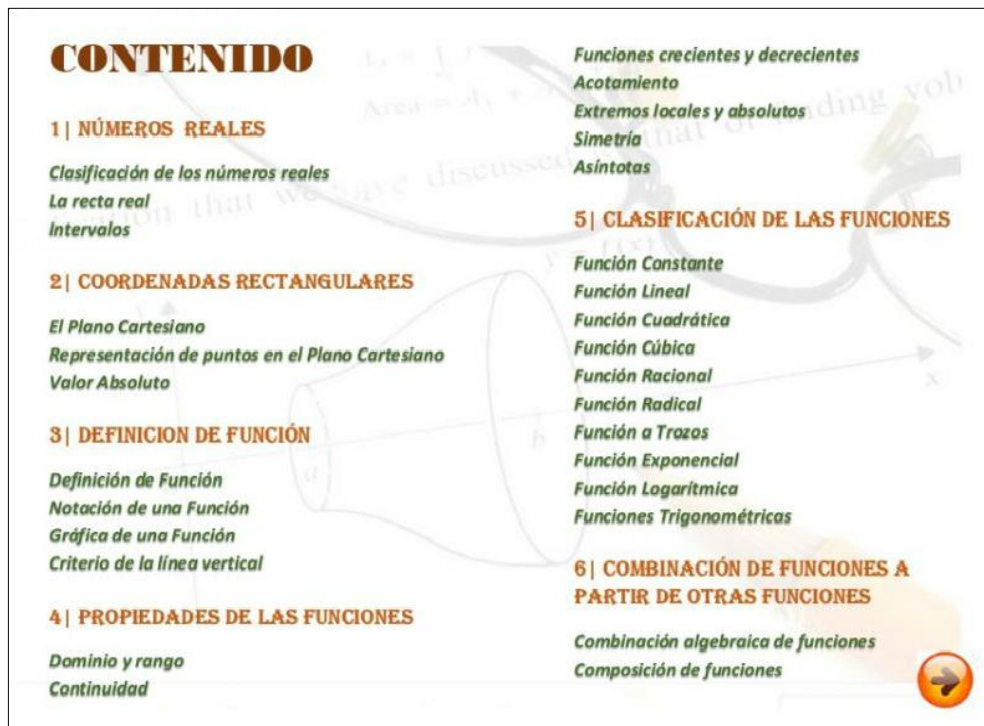 CONTENIDO
1| NÚMEROS REALES
Clasificación de los números reales
La recta real
Intervalos
2| COORDENADAS RECTANGULARES
El Plano Cartesiano
Representación de puntos en el Plano Cartesiano
Valor Absoluto
3| DEFINICION DE FUNCIÓN
Definición de Función
Notación de una Función
Gráfica de una Función
Criterio de la línea vertical
4| PROPIEDADES DE LAS FUNCIONES
Dominio y rango
Continuidad
Funciones crecientes y decrecientes
Acotamiento
Extremos locales y absolutos
Simetría
Asíntotas
5| CLASIFICACIÓN DE LAS FUNCIONES
Función Constante
Función Lineal
Función Cuadrática
Función Cúbica
Función Racional
Función Radical
Función a Trozos
Función Exponencial
Función Logarítmica
Funciones Trigonométricas
6| COMBINACIÓN DE FUNCIONES A
PARTIR DE OTRAS FUNCIONES
Combinación algebraica de funciones
Composición de funciones